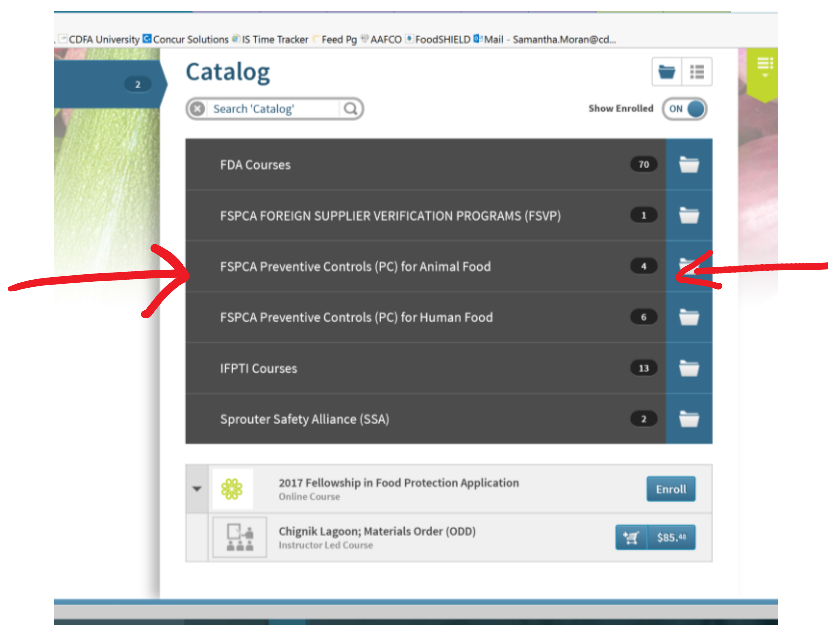 CDFA University Concur Solutions IS Time Tracker Feed Pg AAFCO FoodSHIELD Mail - Samantha.Moran@cd...
2
Catalog
Search 'Catalog'
Show Enrolled ON
FDA Courses 70
FSPCA FOREIGN SUPPLIER VERIFICATION PROGRAMS (FSVP) 1
FSPCA Preventive Controls (PC) for Animal Food 4
FSPCA Preventive Controls (PC) for Human Food 6
IFPTI Courses 13
Sprouter Safety Alliance (SSA) 2
2017 Fellowship in Food Protection Application
Online Course
Enroll
Chignik Lagoon; Materials Order (ODD)
Instructor Led Course
$85.40